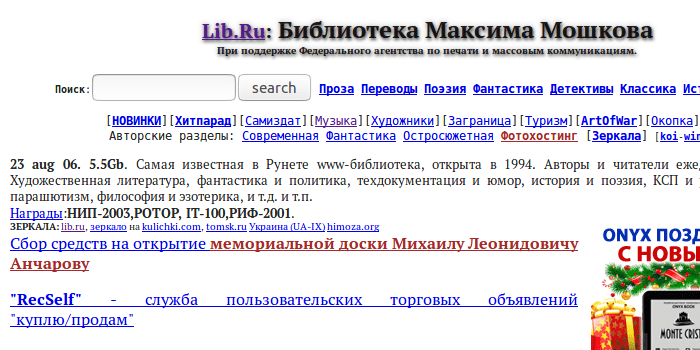 Lib.Ru: Библиотека Максима Мошкова
При поддержке Федерального агентства по печати и массовым коммуникациям.
Поиск: search Проза Переводы Поэзия Фантастика Детективы Классика
[НОВИНКИ][Хитпарад][Самиздат][Музыка][Художники][Заграница][Туризм][ArtOfWar][Окопка]
Авторские разделы: Современная Фантастика Остросюжетная Фотохостинг [Зеркала] [koi-win
23 aug 06. 5.5Gb. Самая известная в Рунете www-библиотека, открыта в 1994. Авторы и читатели
Художественная литература, фантастика и политика, техдокументация и юмор, история и поэзия, КСП и
парашютизм, философия и эзотерика, и т.д. и т.п.
Награды:НИП-2003,РОТОР, IT-100,РИФ-2001.
ЗЕРКАЛА: lib.ru, зеркало на kulichki.com, tomsk.ru Украина (UA-IX) himoza.org
Сбор средств на открытие мемориальной доски Михаилу Леонидовичу
Анчарову
"RecSelf" - служба пользовательских торговых объявлений
"куплю/продам"
ONYX ПОЗД
С НОВЫ
ONYX BOOX
MONTE CRIS